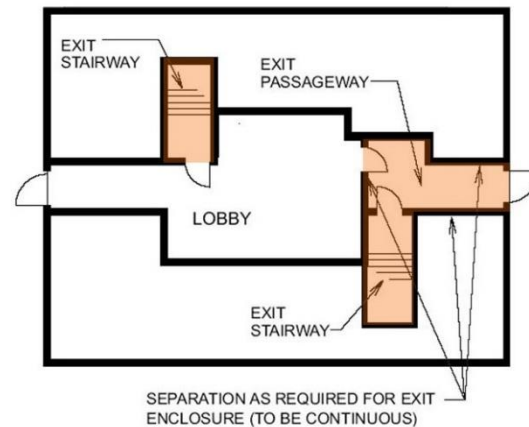 EXIT
STAIRWAY
EXIT
PASSAGEWAY
LOBBY
EXIT
STAIRWAY
SEPARATION AS REQUIRED FOR EXIT
ENCLOSURE (TO BE CONTINUOUS)